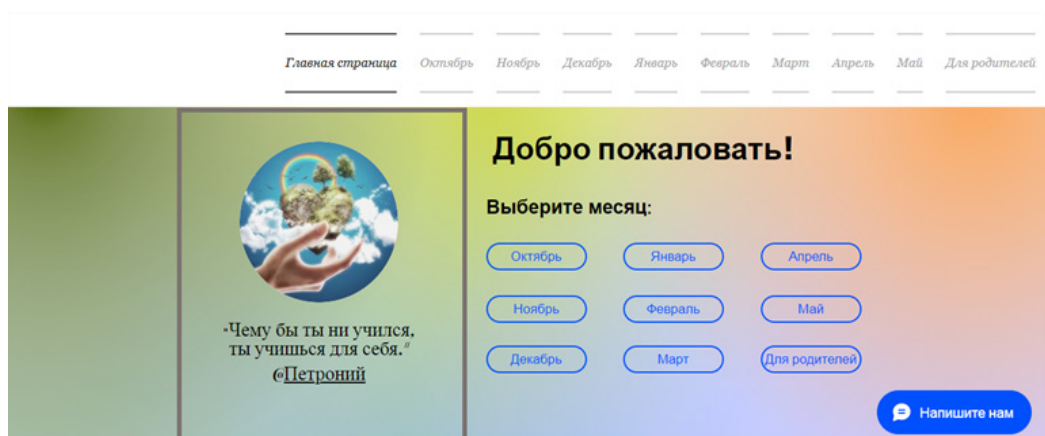 Главная страница Октябрь Ноябрь Декабрь Январь Февраль Март Апрель Май Для родителей
Добро пожаловать!
Выберите месяц:
Октябрь Январь Апрель
Ноябрь Февраль Май
Декабрь Март Для родителей
"Чему бы ты ни учился,
ты учишься для себя."
@Петроний
Напишите нам